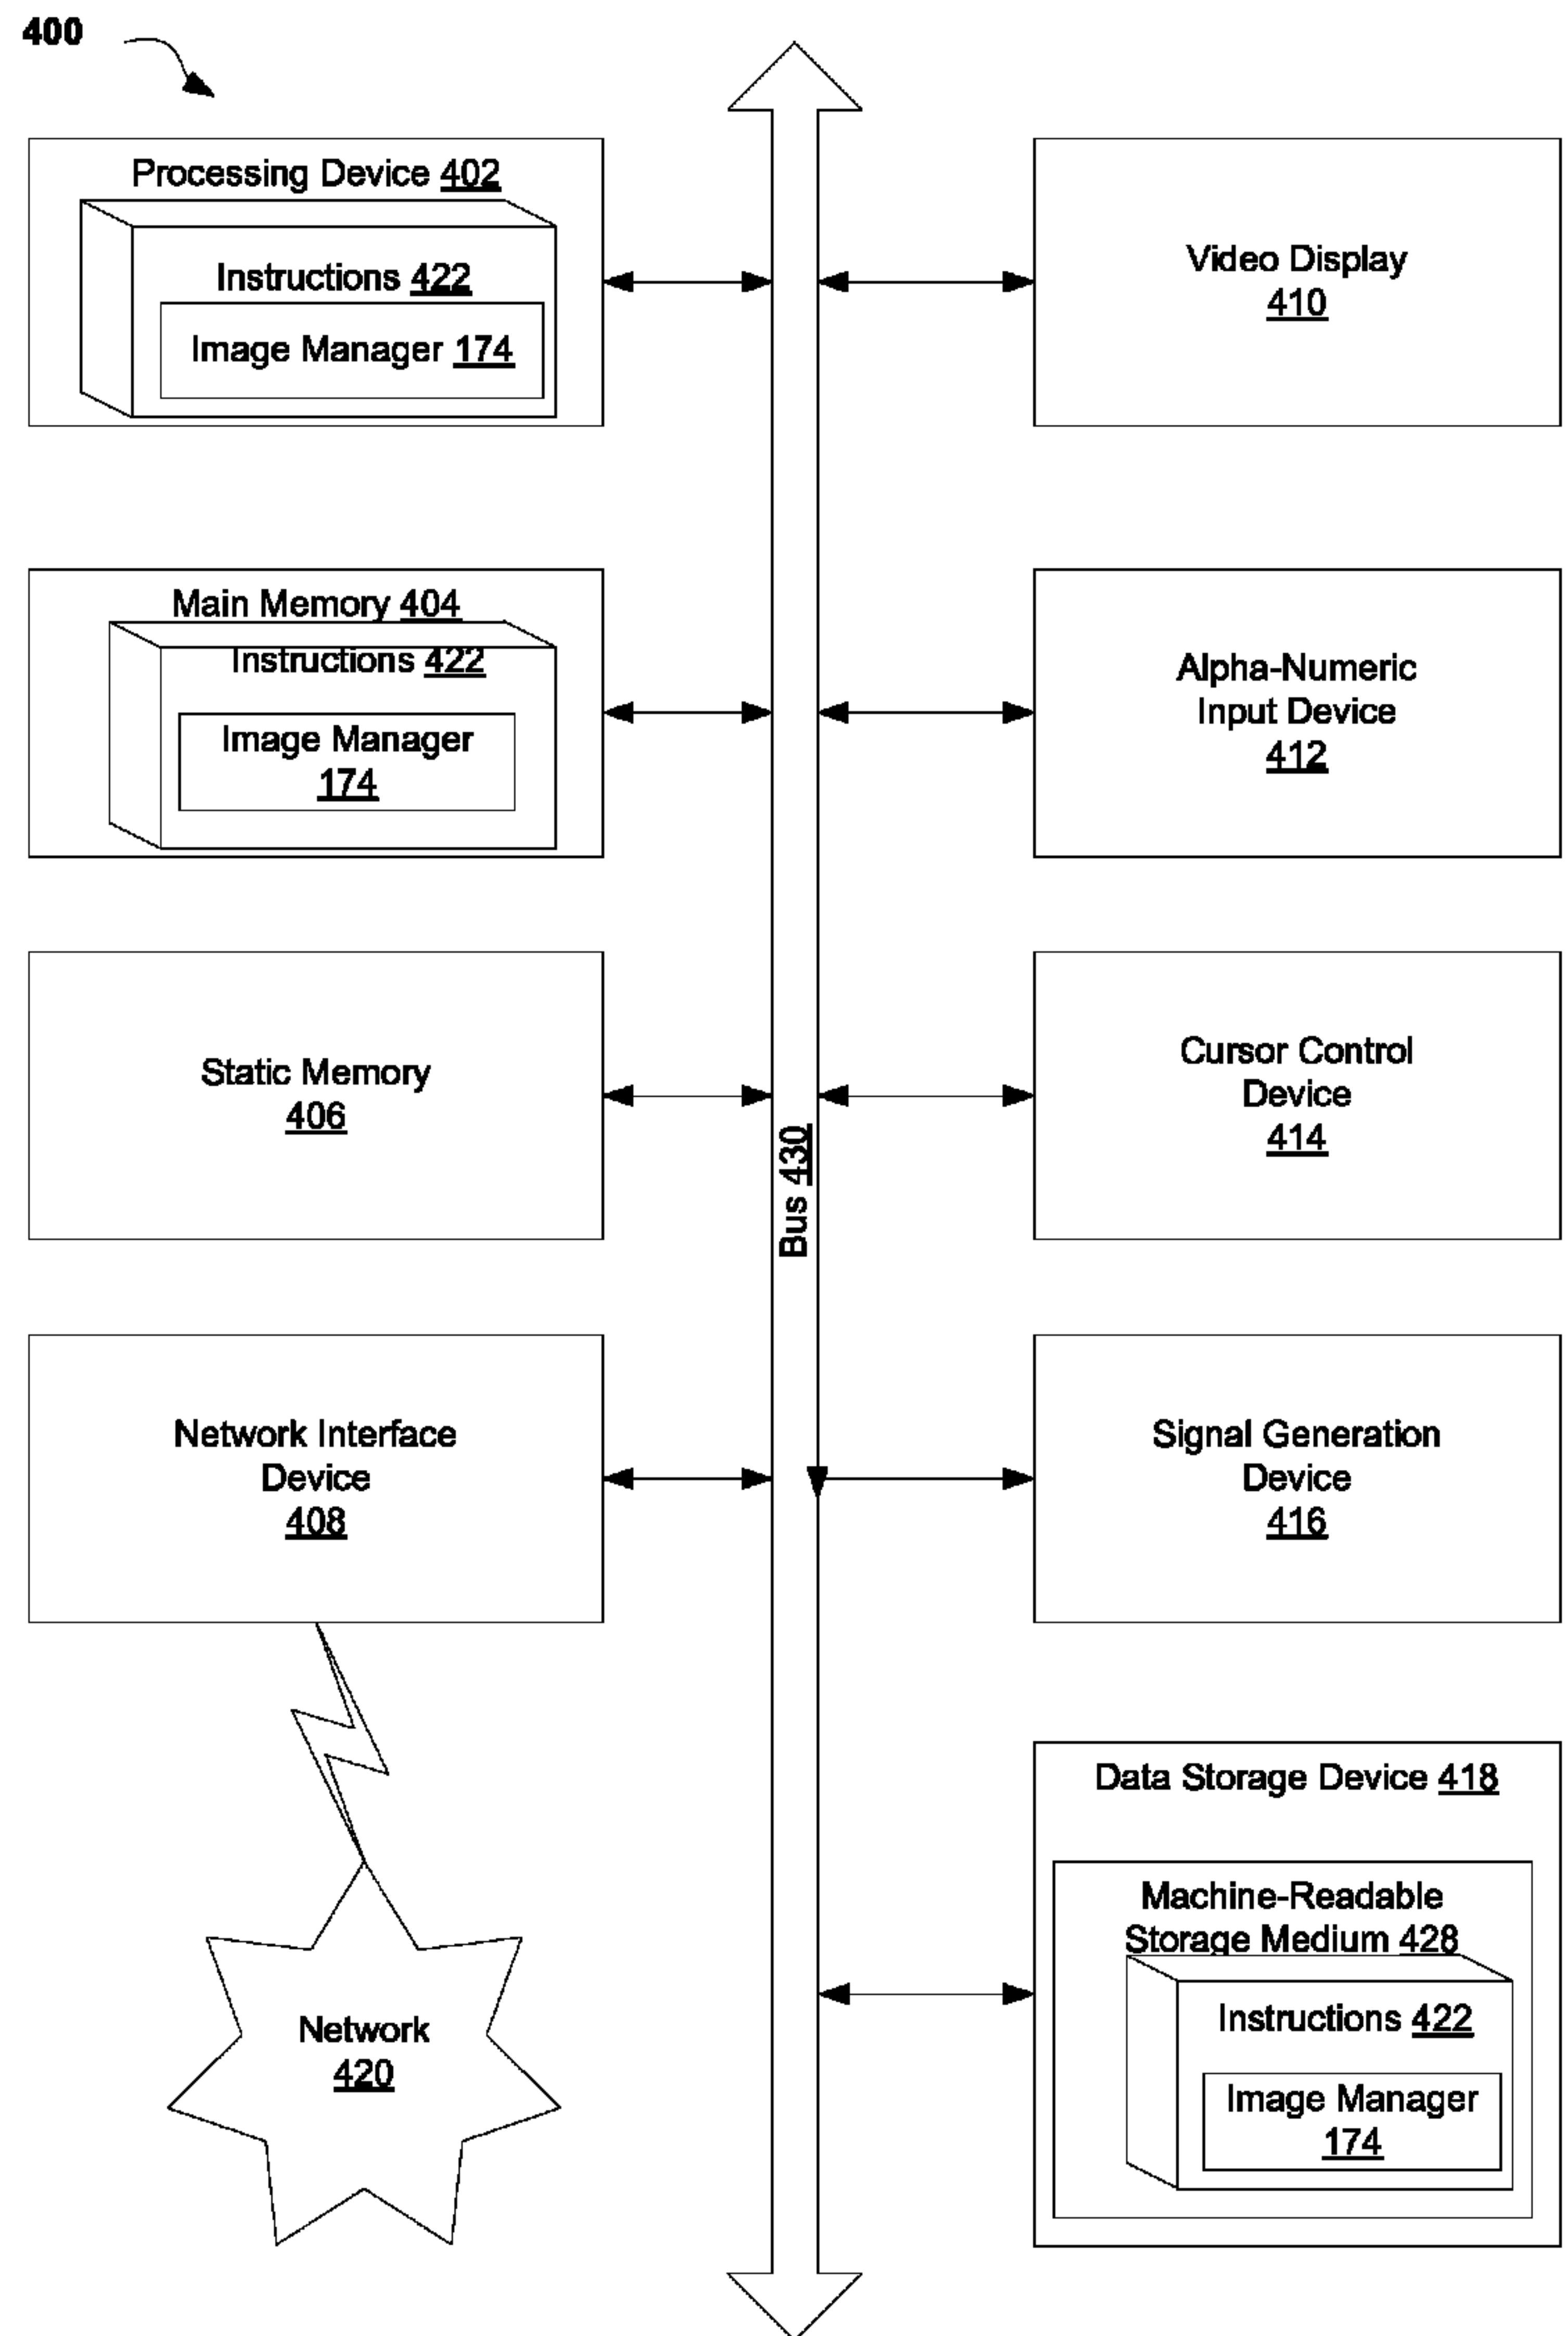 400
Processing Device 402
Instructions 422
Image Manager 174
Main Memory 404
Instructions 422
Image Manager
174
Static Memory
406
Network Interface
Device
408
Network
420
Bus 430
Video Display
410
Alpha-Numeric
Input Device
412
Cursor Control
Device
414
Signal Generation
Device
416
Data Storage Device 418
Machine-Readable
Storage Medium 428
Instructions 422
Image Manager
174